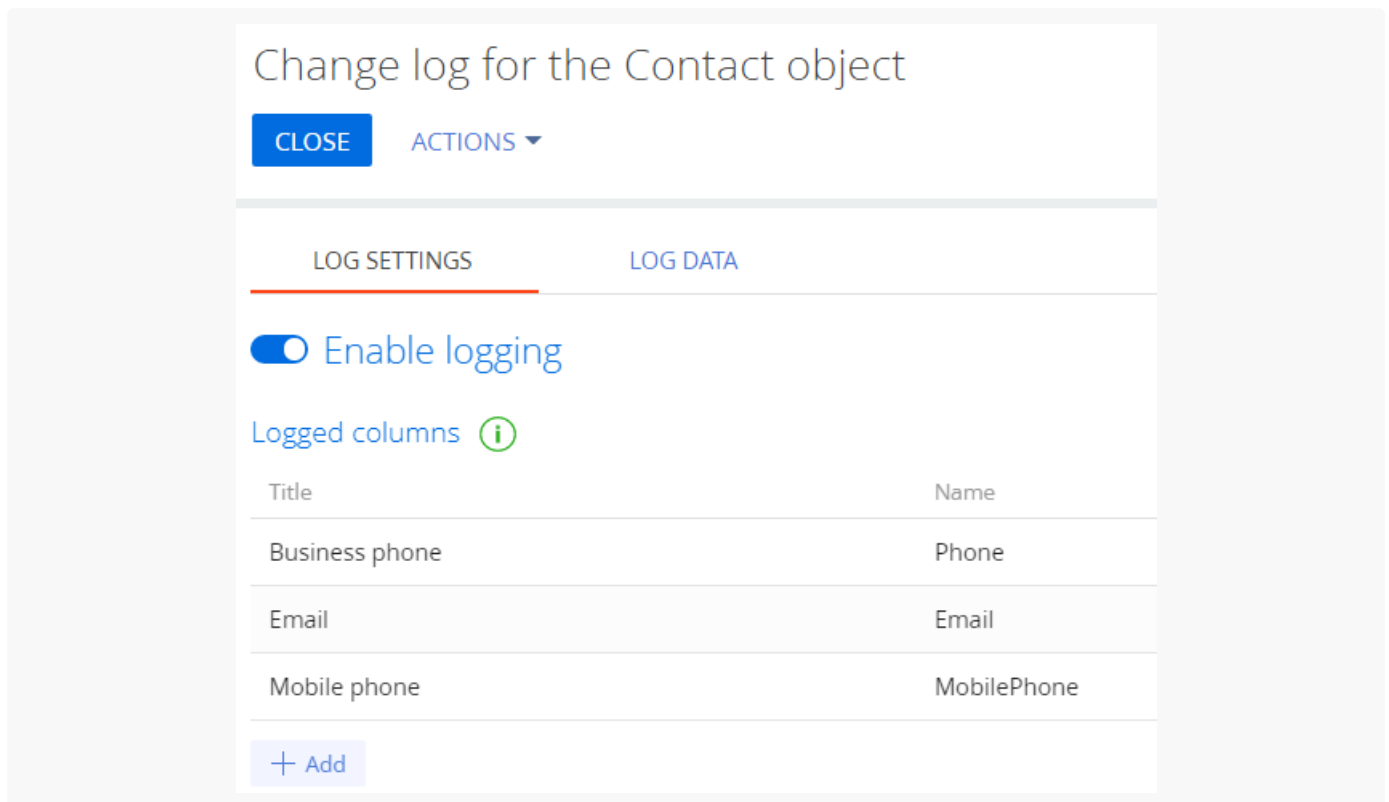 Change log for the Contact object
CLOSE ACTIONS
LOG SETTINGS LOG DATA
Enable logging
Logged columns i
Title Name
Business phone Phone
Email Email
Mobile phone MobilePhone
+ Add